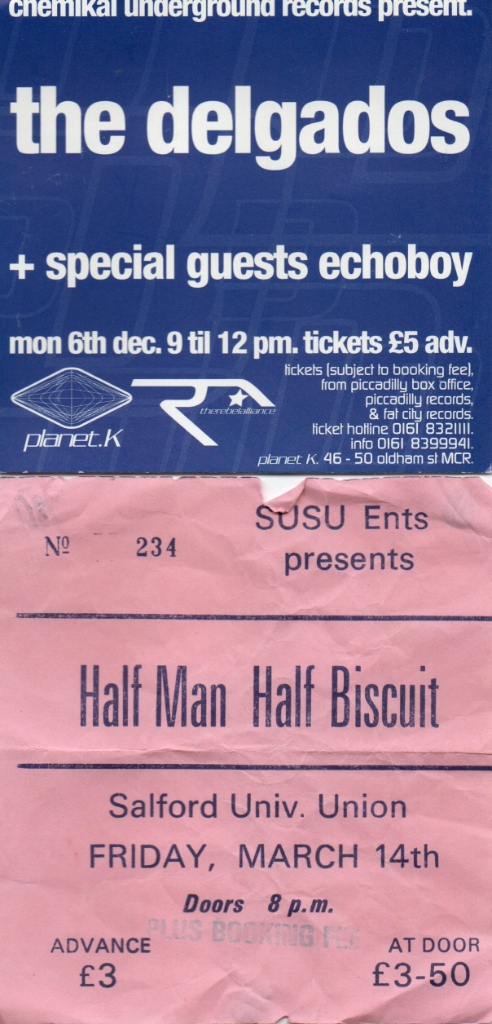 chemikal underground records present.
the delgados
+ special guests echoboy
mon 6th dec. 9 til 12 pm. tickets £5 adv.
planet.K
therebelalliance
tickets (subject to booking fee),
from piccadilly box office,
piccadilly records,
& fat city records.
ticket hotline 0161 8321111.
info 0161 8399941.
planet K. 46 - 50 oldham st MCR.
SUSU Ents
Nº 234
presents
Half Man Half Biscuit
Salford Univ. Union
FRIDAY, MARCH 14th
Doors 8 p.m.
PLUS BOOKING FEE
ADVANCE
£3
AT DOOR
£3-50